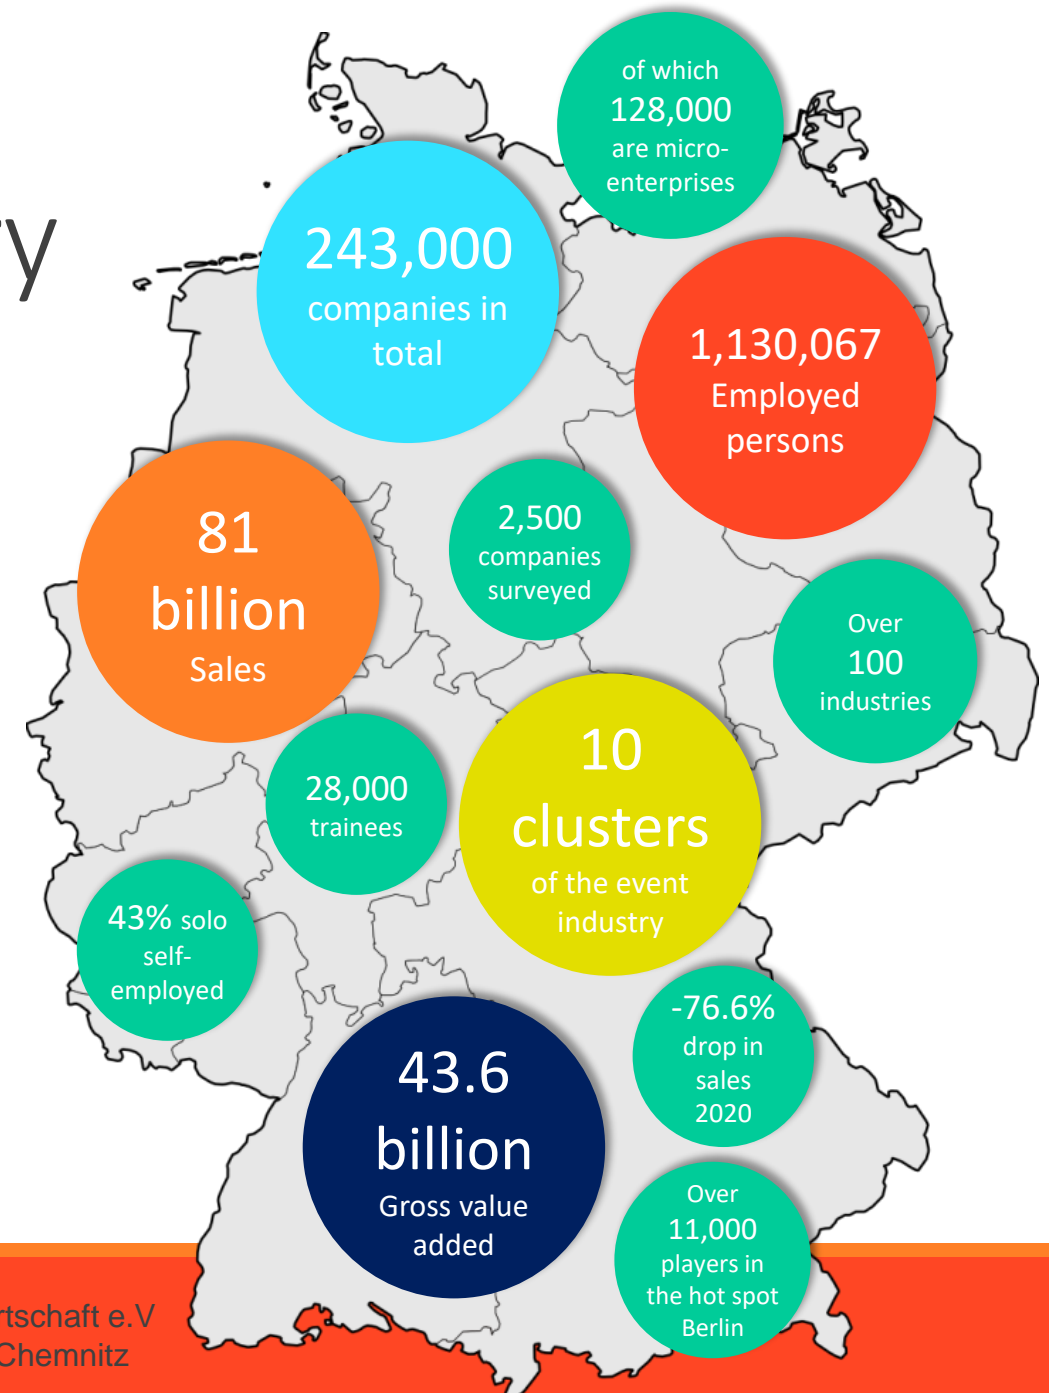 of which
128,000
are micro-
enterprises
243,000
companies in
total
1,130,067
Employed
persons
81
billion
Sales
2,500
companies
surveyed
Over
100
industries
10
clusters
of the event
industry
28,000
trainees
43% solo
self-
employed
-76.6%
drop in
sales
2020
43.6
billion
Gross value
added
Over
11,000
players in
the hot spot
Berlin
e.V
Chemnitz